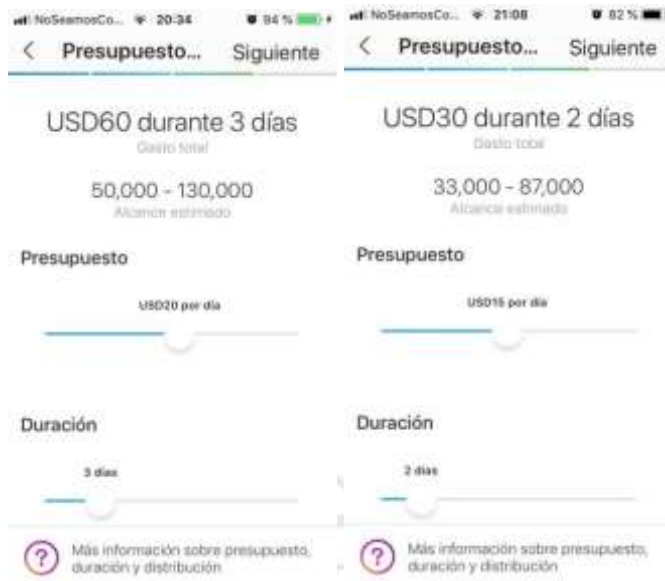 NoSeamosCo... 20:34 94 %
Presupuesto... Siguiente
USD60 durante 3 días
Gasto total
50,000 - 130,000
Alcance estimado
Presupuesto
USD20 por día
Duración
3 días
Más información sobre presupuesto,
duración y distribución
NoSeamosCo... 21:08 82 %
Presupuesto... Siguiente
USD30 durante 2 días
Gasto total
33,000 - 87,000
Alcance estimado
Presupuesto
USD15 por día
Duración
2 días
Más información sobre presupuesto,
duración y distribución